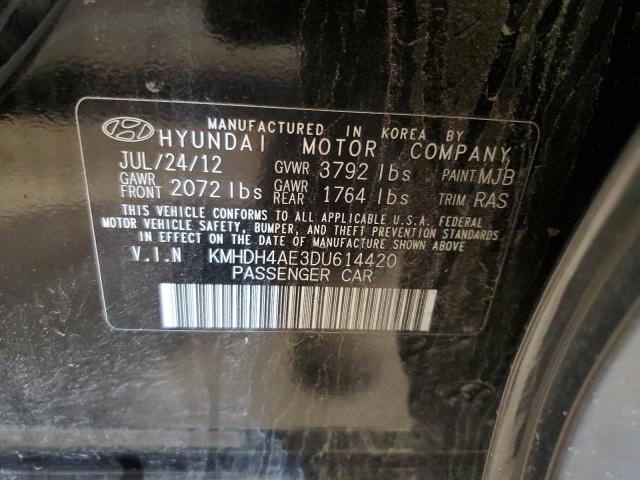 MANUFACTURED IN KOREA BY
HYUNDAI MOTOR COMPANY
JUL/24/12 GVWR 3792 lbs PAINT:MJB
GAWR FRONT 2072 lbs GAWR REAR 1764 lbs TRIM RAS
THIS VEHICLE CONFORMS TO ALL APPLICABLE U.S.A. FEDERAL
MOTOR VEHICLE SAFETY, BUMPER, AND THEFT PREVENTION
STANDARDS IN EFFECT ON THE DATE OF MANUFACTURE SHOWN ABOVE.
V.I.N KMHDH4AE3DU614420
PASSENGER CAR